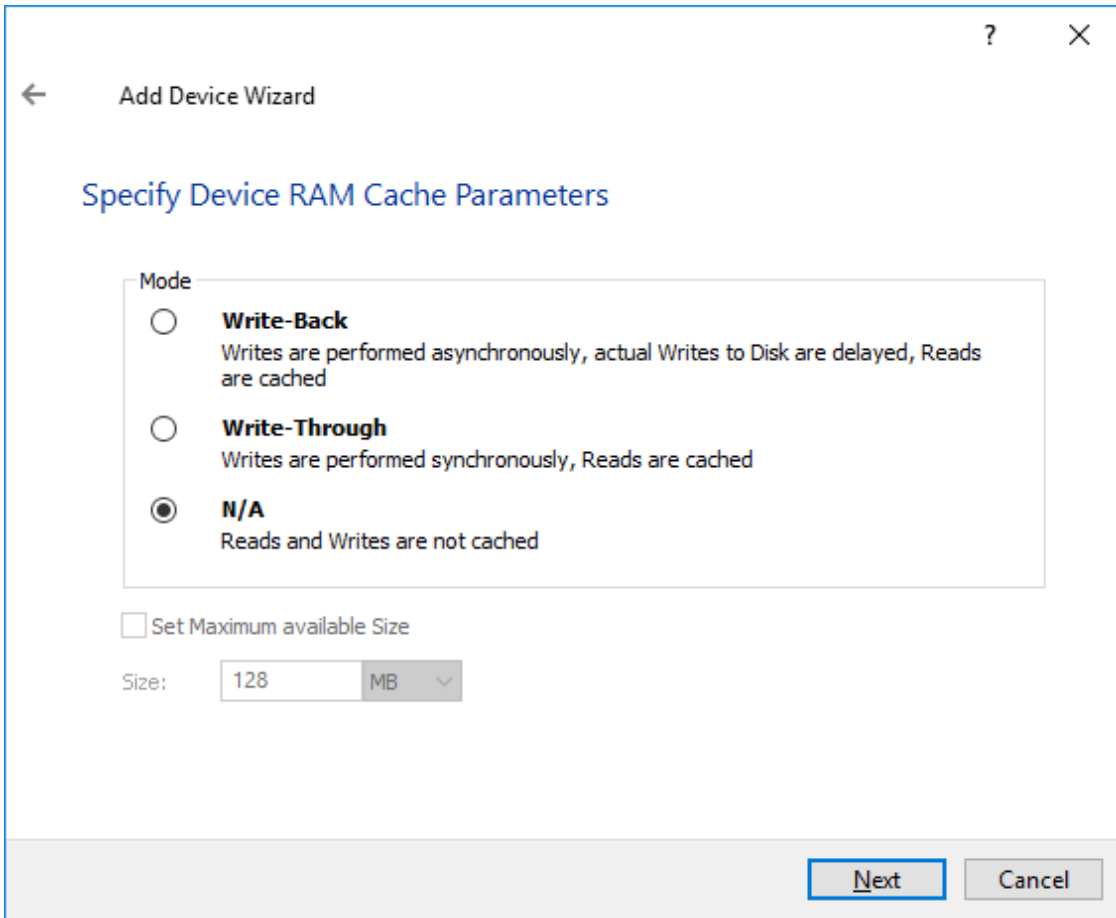 ?
Add Device Wizard
Specify Device RAM Cache Parameters
Mode
Write-Back
Writes are performed asynchronously, actual Writes to Disk are delayed, Reads
are cached
Write-Through
Writes are performed synchronously, Reads are cached
N/A
Reads and Writes are not cached
Set Maximum available Size
Size: 128 MB
Next Cancel